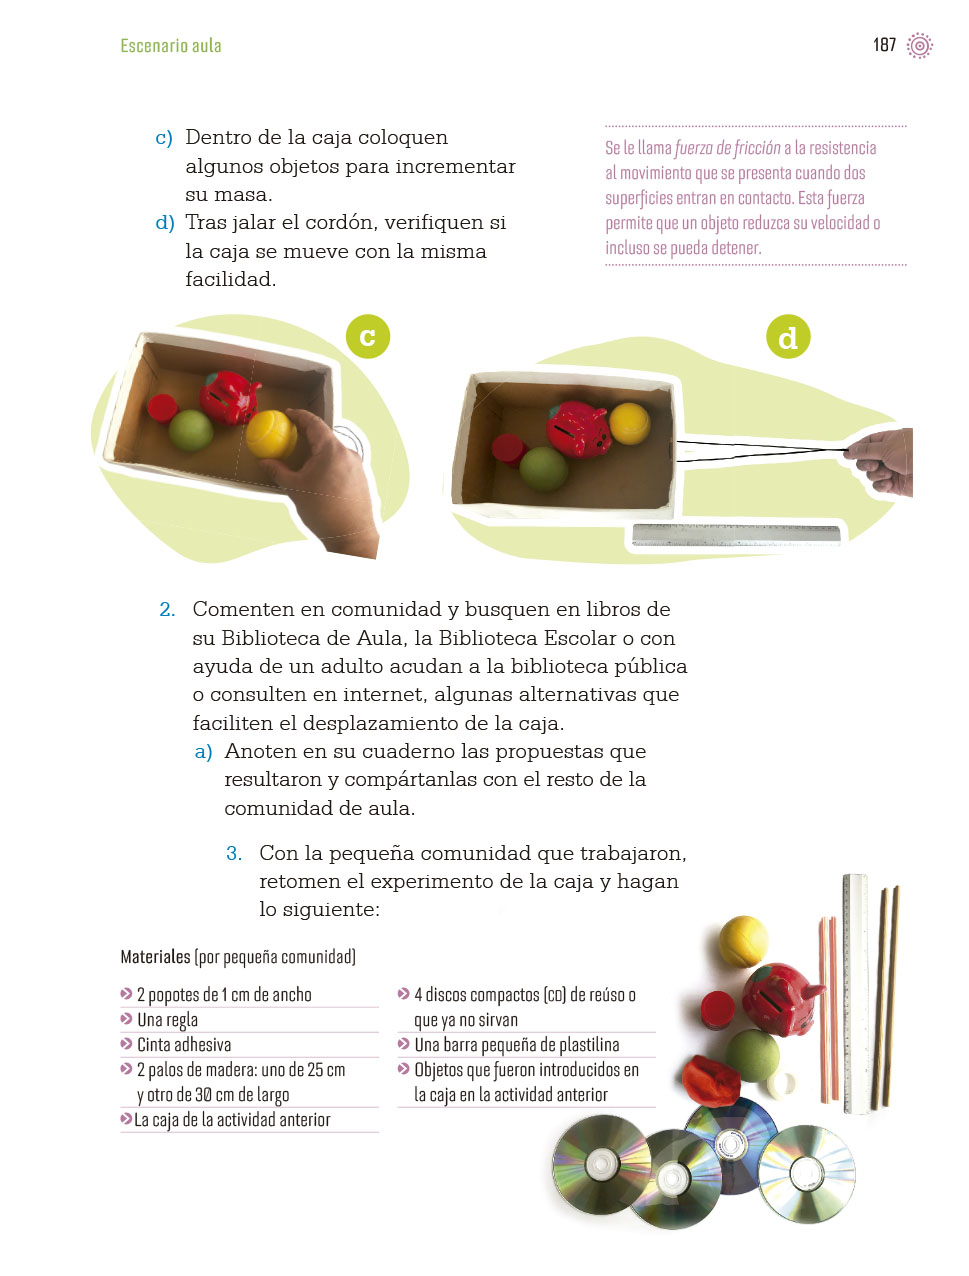 Escenario aula
187
c) Dentro de la caja coloquen
algunos objetos para incrementar
su masa.
d) Tras jalar el cordón, verifiquen si
la caja se mueve con la misma
facilidad.
Se le llama fuerza de fricción a la resistencia
al movimiento que se presenta cuando dos
superficies entran en contacto. Esta fuerza
permite que un objeto reduzca su velocidad o
incluso se pueda detener.
c
d
2. Comenten en comunidad y busquen en libros de
su Biblioteca de Aula, la Biblioteca Escolar o con
ayuda de un adulto acudan a la biblioteca pública
o consulten en internet, algunas alternativas que
faciliten el desplazamiento de la caja.
a) Anoten en su cuaderno las propuestas que
resultaron y compártanlas con el resto de la
comunidad de aula.
3. Con la pequeña comunidad que trabajaron,
retomen el experimento de la caja y hagan
lo siguiente:
Materiales (por pequeña comunidad)
2 popotes de 1 cm de ancho
Una regla
Cinta adhesiva
2 palos de madera: uno de 25 cm
y otro de 30 cm de largo
La caja de la actividad anterior
4 discos compactos (CD) de reúso o
que ya no sirvan
Una barra pequeña de plastilina
Objetos que fueron introducidos en
la caja en la actividad anterior